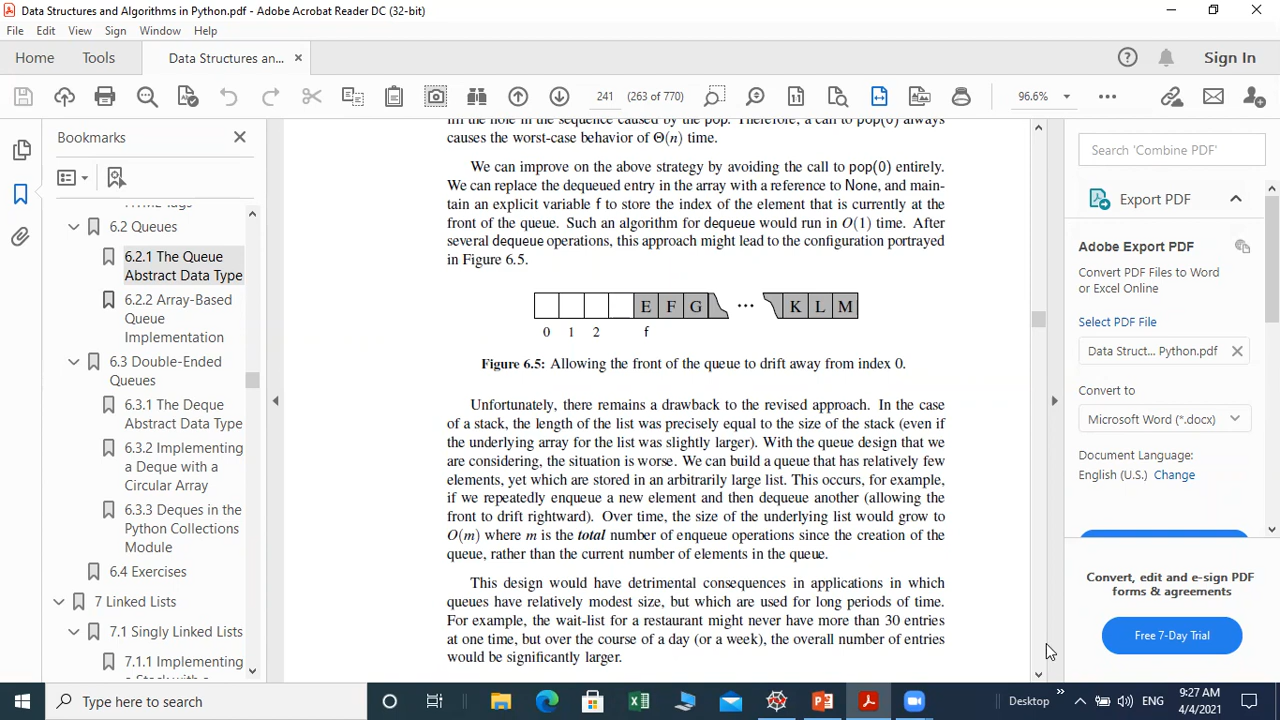 Data Structures and Algorithms in Python.pdf - Adobe Acrobat Reader DC (32-bit)
File Edit View Sign Window Help
Home Tools Data Structures an... × Sign In
241 (263 of 770) 96.6%
Bookmarks
6.2 Queues
6.2.1 The Queue
Abstract Data Type
6.2.2 Array-Based
Queue
Implementation
6.3 Double-Ended
Queues
6.3.1 The Deque
Abstract Data Type
6.3.2 Implementing
a Deque with a
Circular Array
6.3.3 Deques in the
Python Collections
Module
6.4 Exercises
7 Linked Lists
7.1 Singly Linked Lists
7.1.1 Implementing
fill the hole in the sequence caused by the pop. Therefore, a call to pop(0) always
causes the worst-case behavior of Θ(n) time.
We can improve on the above strategy by avoiding the call to pop(0) entirely.
We can replace the dequeued entry in the array with a reference to None, and main-
tain an explicit variable f to store the index of the element that is currently at the
front of the queue. Such an algorithm for dequeue would run in O(1) time. After
several dequeue operations, this approach might lead to the configuration portrayed
in Figure 6.5.
E F G ··· K L M
0 1 2 f
Figure 6.5: Allowing the front of the queue to drift away from index 0.
Unfortunately, there remains a drawback to the revised approach. In the case
of a stack, the length of the list was precisely equal to the size of the stack (even if
the underlying array for the list was slightly larger). With the queue design that we
are considering, the situation is worse. We can build a queue that has relatively few
elements, yet which are stored in an arbitrarily large list. This occurs, for example,
if we repeatedly enqueue a new element and then dequeue another (allowing the
front to drift rightward). Over time, the size of the underlying list would grow to
O(m) where m is the total number of enqueue operations since the creation of the
queue, rather than the current number of elements in the queue.
This design would have detrimental consequences in applications in which
queues have relatively modest size, but which are used for long periods of time.
For example, the wait-list for a restaurant might never have more than 30 entries
at one time, but over the course of a day (or a week), the overall number of entries
would be significantly larger.
Search 'Combine PDF'
Export PDF
Adobe Export PDF
Convert PDF Files to Word
or Excel Online
Select PDF File
Data Struct... Python.pdf ×
Convert to
Microsoft Word (*.docx)
Document Language:
English (U.S.) Change
Convert, edit and e-sign PDF
forms & agreements
Free 7-Day Trial
Type here to search
Desktop » ENG
9:27 AM
4/4/2021